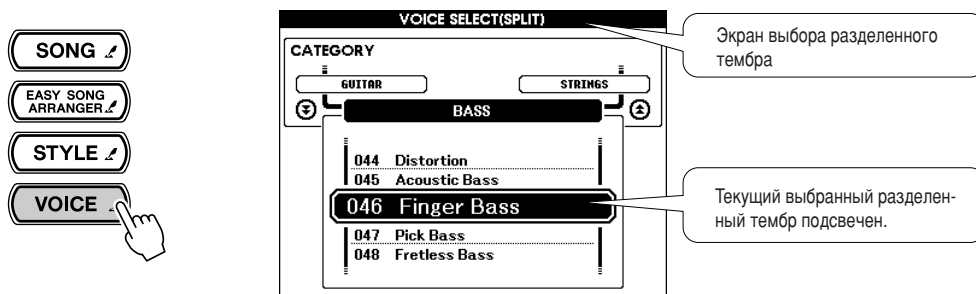 SONG
EASY SONG
ARRANGER
STYLE
VOICE
VOICE SELECT(SPLIT)
CATEGORY
GUITAR
STRINGS
BASS
044 Distortion
045 Acoustic Bass
046 Finger Bass
047 Pick Bass
048 Fretless Bass
Экран выбора разделенного
тембра
Текущий выбранный разделен-
ный тембр подсвечен.